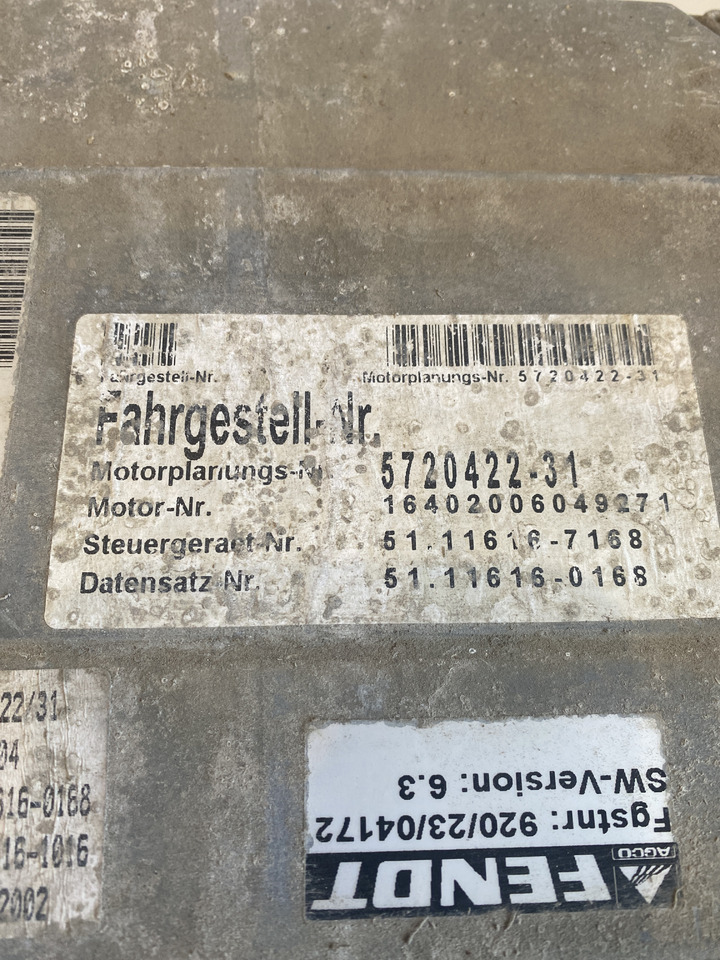 Fahrgestell-Nr.
Motorplanungs-Nr. 5720422-31
Fahrgestell-Nr.
Motorplanungs-Nr. 5720422-31
Motor-Nr. 16402006049271
Steuergeraet-Nr. 51.11616-7168
Datensatz-Nr. 51.11616-0168
22/31
04
616-0168
16-1016
2002
FENDT
AGCO
Fgstnr: 920/23/04172
SW-Version: 6.3